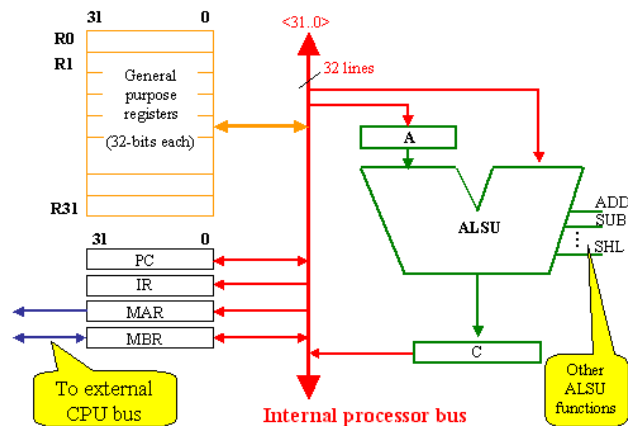 31 0
<31..0>
R0
R1
General
purpose
registers
(32-bits each)
R31
32 lines
A
ALSU
ADD
SUB
⋮
SHL
31 0
PC
IR
MAR
MBR
C
To external
CPU bus
Other
ALSU
functions
Internal processor bus